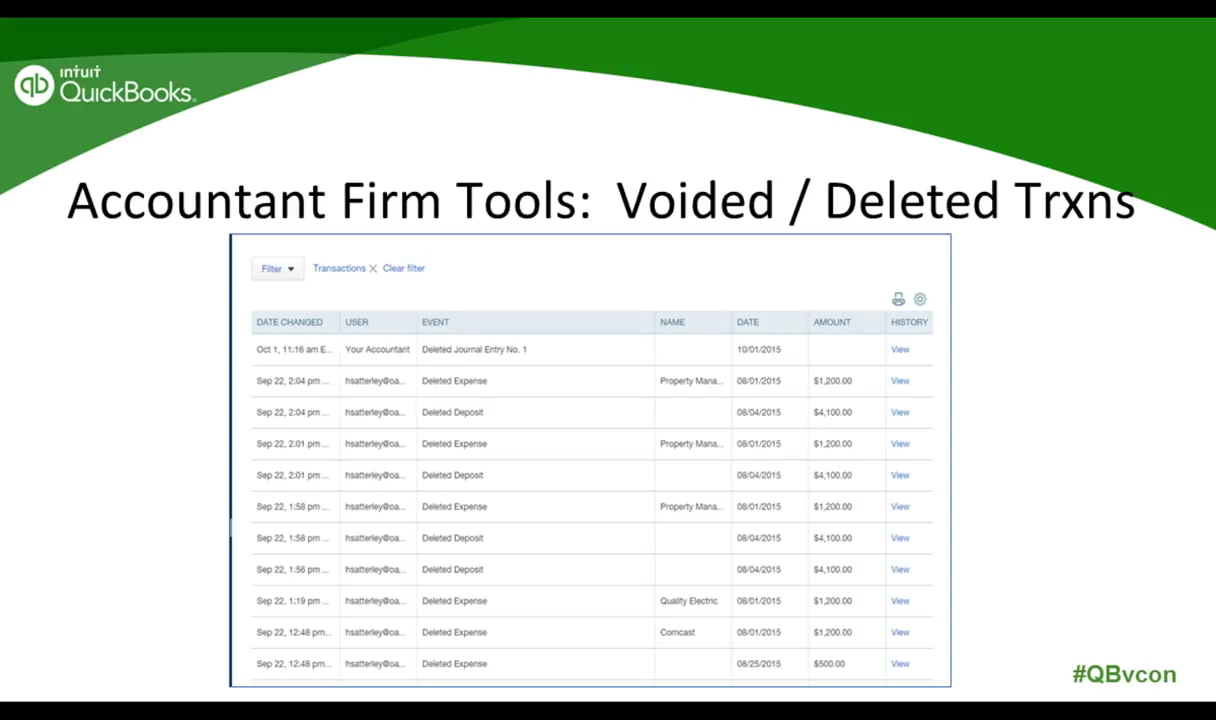 intuit
QuickBooks.
Accountant Firm Tools: Voided / Deleted Trxns
Filter Transactions Clear filter
DATE CHANGED USER EVENT NAME DATE AMOUNT HISTORY
Oct 1, 11:16 am E... Your Accountant Deleted Journal Entry No. 1 10/01/2015 View
Sep 22, 2:04 pm ... hsatterley@oa... Deleted Expense Property Mana... 08/01/2015 $1,200.00 View
Sep 22, 2:04 pm ... hsatterley@oa... Deleted Deposit 08/04/2015 $4,100.00 View
Sep 22, 2:01 pm ... hsatterley@oa... Deleted Expense Property Mana... 08/01/2015 $1,200.00 View
Sep 22, 2:01 pm ... hsatterley@oa... Deleted Deposit 08/04/2015 $4,100.00 View
Sep 22, 1:58 pm ... hsatterley@oa... Deleted Expense Property Mana... 08/01/2015 $1,200.00 View
Sep 22, 1:58 pm ... hsatterley@oa... Deleted Deposit 08/04/2015 $4,100.00 View
Sep 22, 1:56 pm ... hsatterley@oa... Deleted Deposit 08/04/2015 $4,100.00 View
Sep 22, 1:19 pm ... hsatterley@oa... Deleted Expense Quality Electric 08/01/2015 $1,200.00 View
Sep 22, 12:48 pm... hsatterley@oa... Deleted Expense Comcast 08/01/2015 $1,200.00 View
Sep 22, 12:48 pm... hsatterley@oa... Deleted Expense 08/25/2015 $500.00 View
#QBvcon